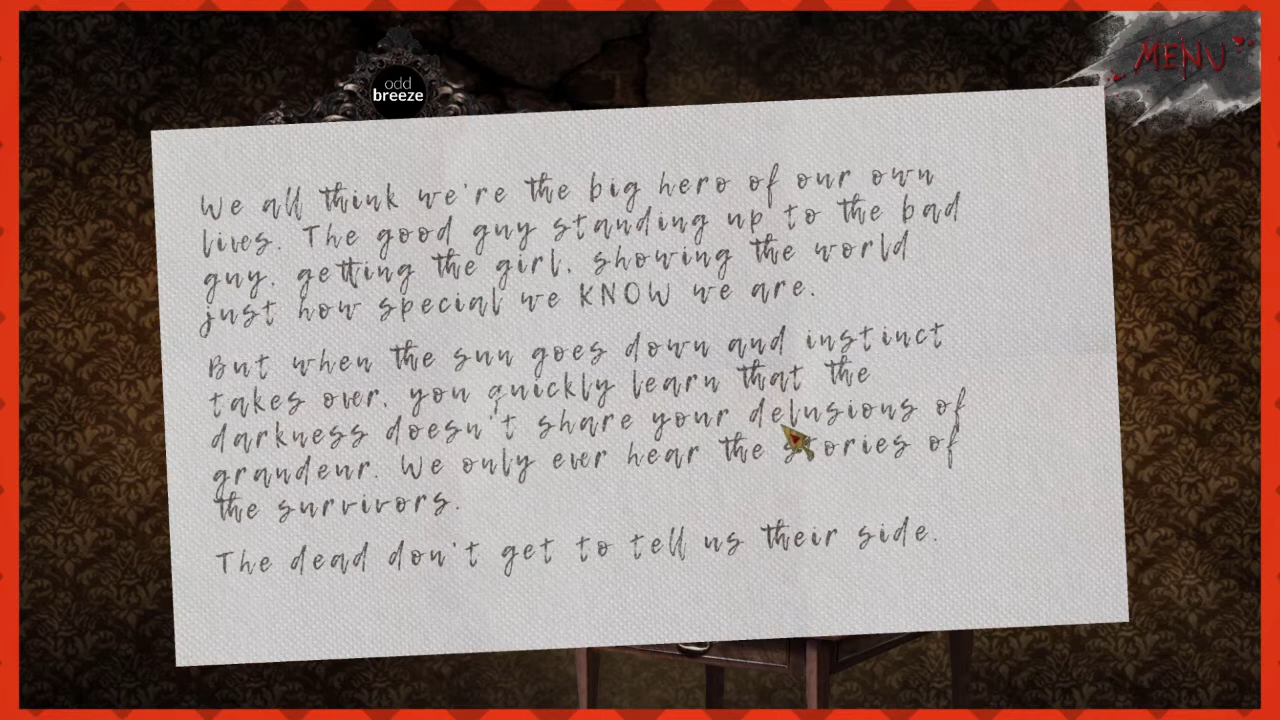 odd
breeze
MENU
We all think we're the big hero of our own
lives. The good guy standing up to the bad
guy, getting the girl, showing the world
just how special we KNOW we are.
But when the sun goes down and instinct
takes over, you quickly learn that the
darkness doesn't share your delusions of
grandeur. We only ever hear the stories of
the survivors.
The dead don't get to tell us their side.